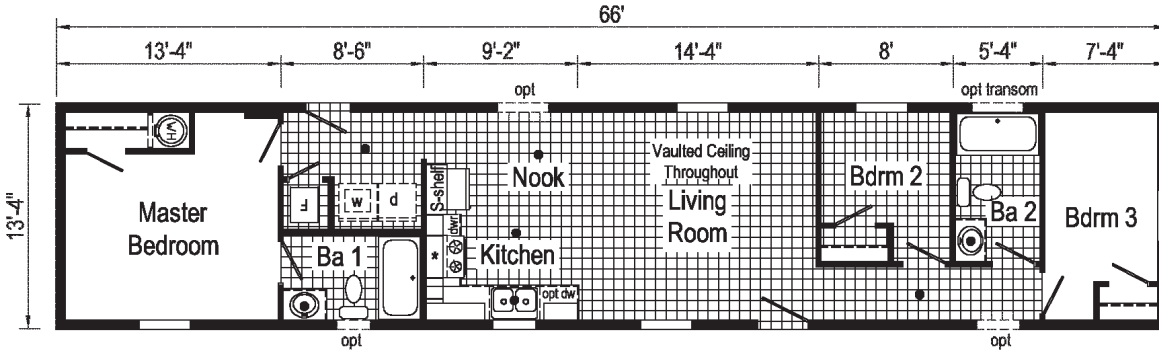 66'
13'-4" 8'-6" 9'-2" 14'-4" 8' 5'-4" 7'-4"
opt opt transom
13'-4"
WH
Master
Bedroom
F
W D
Ba 1
S-shelf
dwr
*
Nook
Kitchen
opt dw
Vaulted Ceiling
Throughout
Living
Room
Bdrm 2
Ba 2
Bdrm 3
opt opt